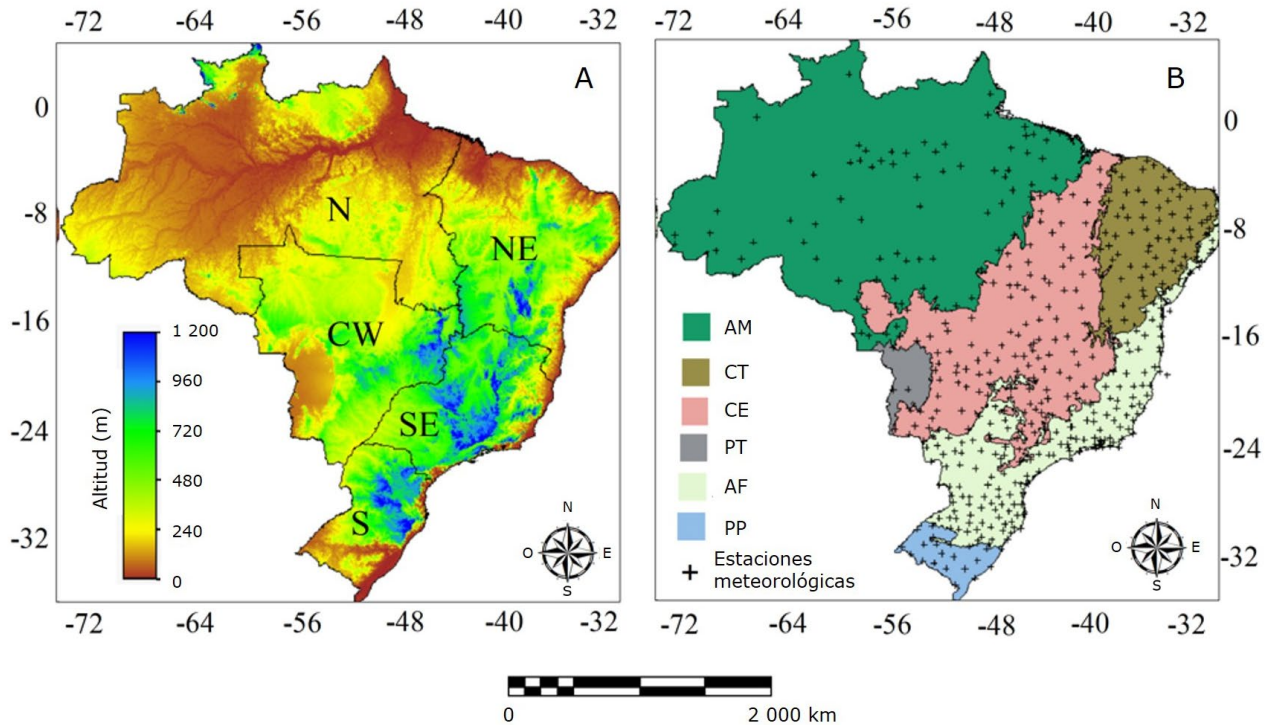 -72 -64 -56 -48 -40 -32
-72 -64 -56 -48 -40 -32
A
B
0
-8
-16
-24
-32
0
-8
-16
-24
-32
N
NE
CW
SE
S
Altitud (m)
1 200
960
720
480
240
0
AM
CT
CE
PT
AF
PP
Estaciones
meteorológicas
N
O E
S
N
O E
S
-72 -64 -56 -48 -40 -32
-72 -64 -56 -48 -40 -32
0 2 000 km